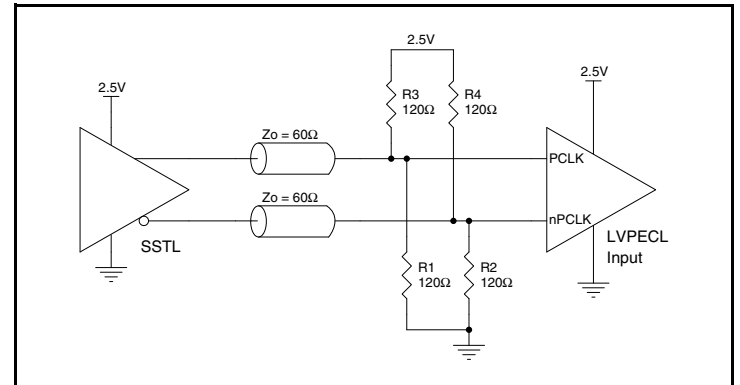 2.5V
2.5V
2.5V
R3
120Ω
R4
120Ω
Zo = 60Ω
PCLK
Zo = 60Ω
nPCLK
SSTL
LVPECL
Input
R1
120Ω
R2
120Ω